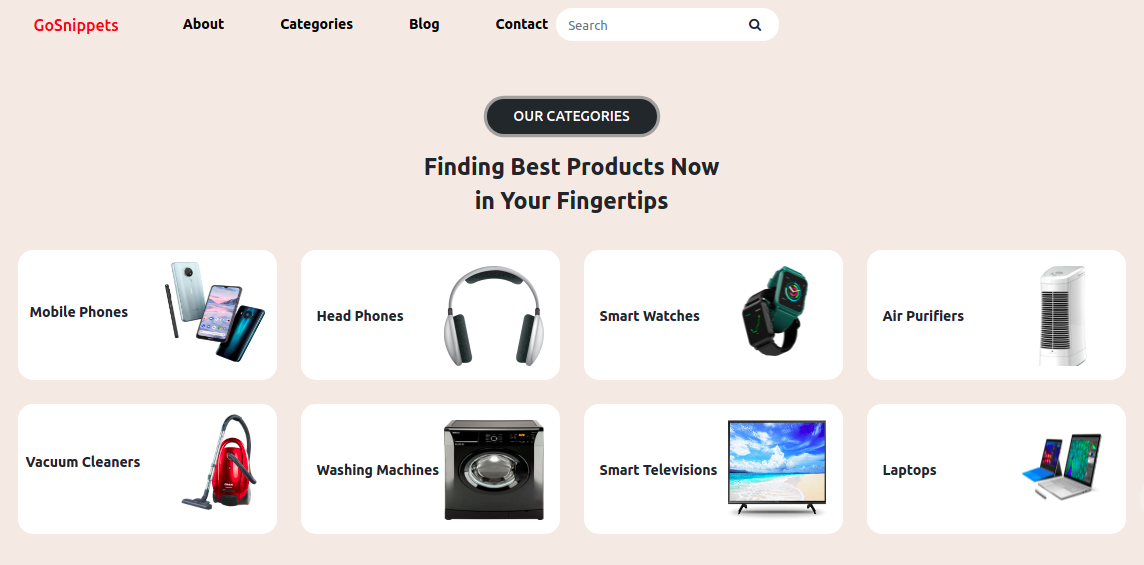 GoSnippets
About
Categories
Blog
Contact
Search
OUR CATEGORIES
Finding Best Products Now
in Your Fingertips
Mobile Phones
Head Phones
Smart Watches
Air Purifiers
Vacuum Cleaners
Washing Machines
Smart Televisions
Laptops